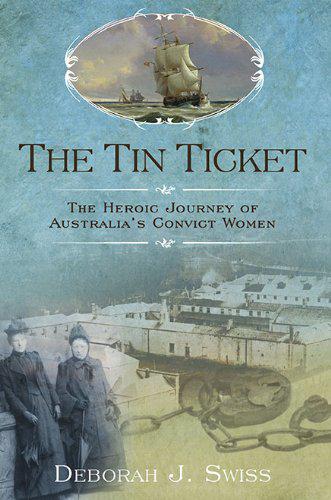 THE TIN TICKET
THE HEROIC JOURNEY OF
AUSTRALIA'S CONVICT WOMEN
DEBORAH J. SWISS